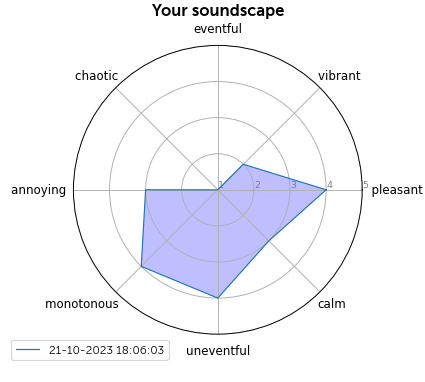 Your soundscape
eventful
chaotic
vibrant
annoying
1
2
3
4
5
pleasant
monotonous
calm
uneventful
21-10-2023 18:06:03